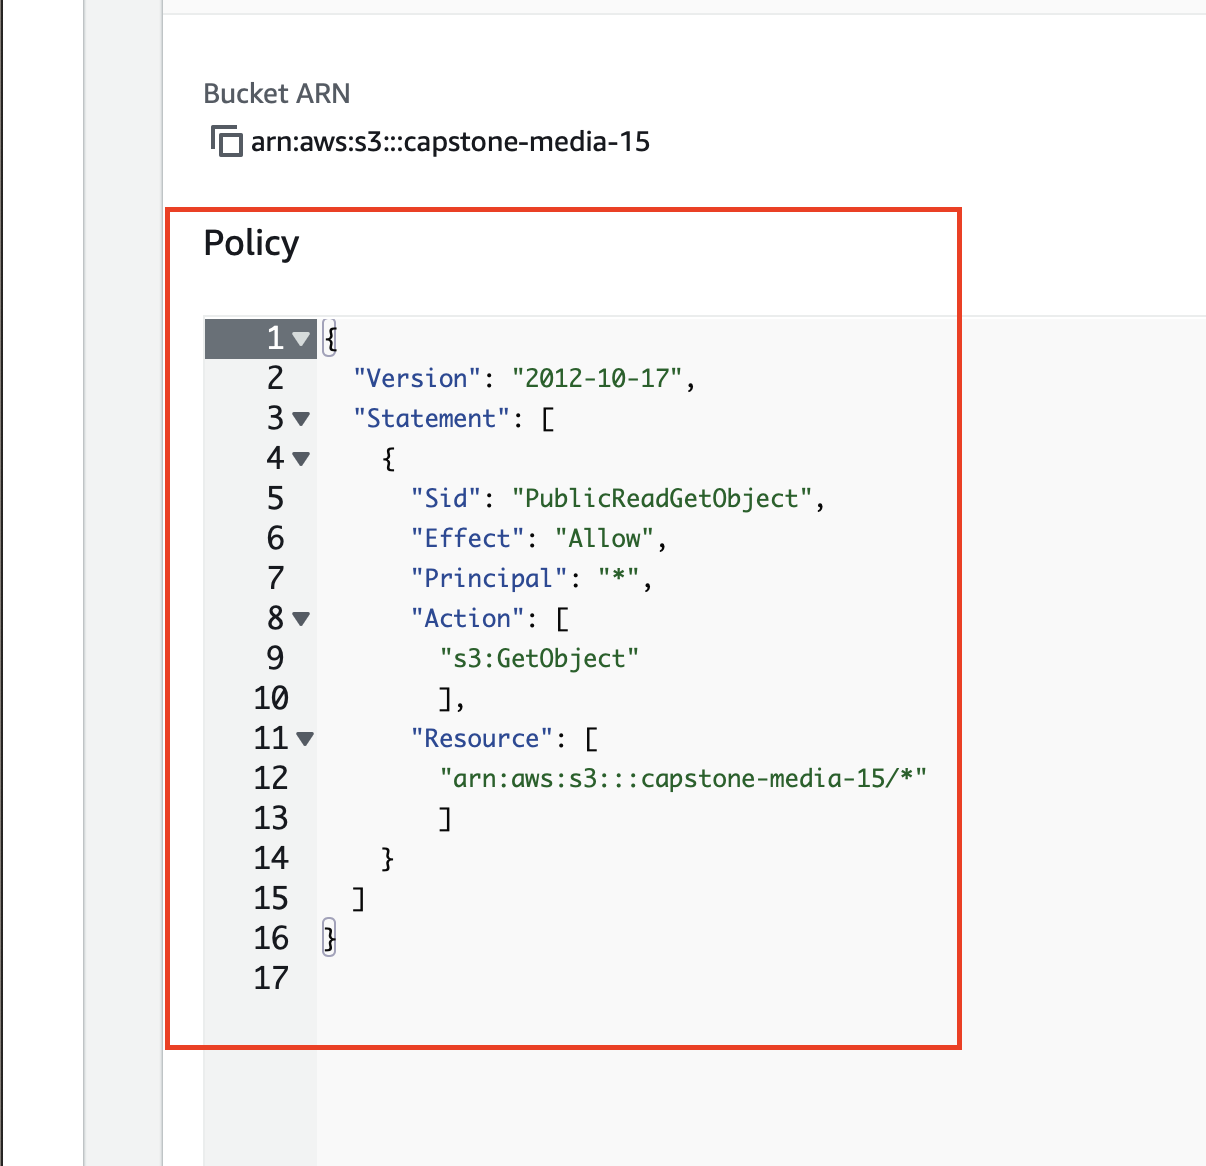 Bucket ARN
arn:aws:s3:::capstone-media-15
Policy
1 {
2 "Version": "2012-10-17",
3 "Statement": [
4 {
5 "Sid": "PublicReadGetObject",
6 "Effect": "Allow",
7 "Principal": "*",
8 "Action": [
9 "s3:GetObject"
10 ],
11 "Resource": [
12 "arn:aws:s3:::capstone-media-15/*"
13 ]
14 }
15 ]
16 }
17